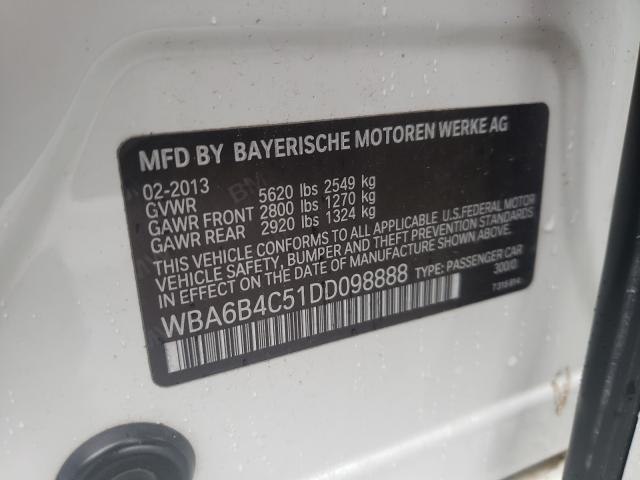 MFD BY BAYERISCHE MOTOREN WERKE AG
02-2013
GVWR 5620 lbs 2549 kg
GAWR FRONT 2800 lbs 1270 kg
GAWR REAR 2920 lbs 1324 kg
THIS VEHICLE CONFORMS TO ALL APPLICABLE U.S.FEDERAL MOTOR
VEHICLE SAFETY, BUMPER AND THEFT PREVENTION STANDARDS
IN EFFECT ON THE DATE OF MANUFACTURE SHOWN ABOVE.
WBA6B4C51DD098888 TYPE: PASSENGER CAR
300/0